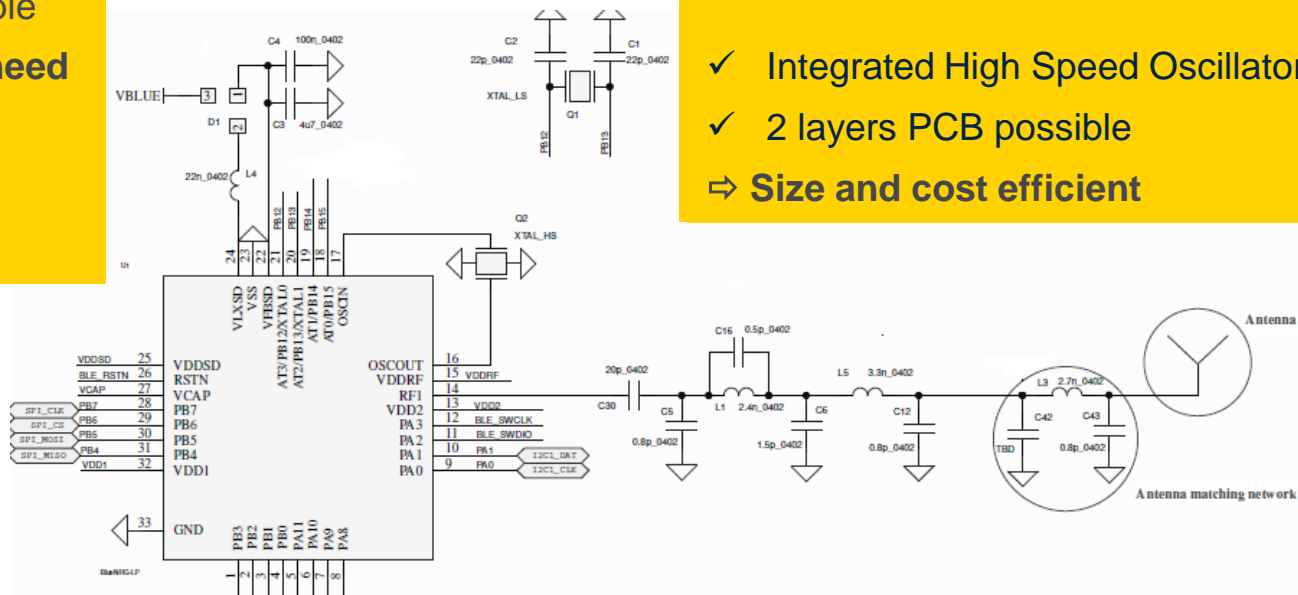 ole
need
✓ Integrated High Speed Oscillator
✓ 2 layers PCB possible
⇨ Size and cost efficient
C4 100n_0402
VBLUE
3
1
D1
2
C3 4u7_0402
22n_0402 L4
C2
22p_0402
C1
22p_0402
XTAL_LS
Q1
PB12
PB13
PB12
PB13
PB14
PB15
Q2
XTAL_HS
U1
24
23
22
21
20
19
18
17
VLXSD
VSS
VFBSD
AT3/PB12/XTAL0
AT2/PB13/XTAL1
AT1/PB14
AT0/PB15
OSCIN
VDDSD 25 VDDSD
BLE_RSTN 26 RSTN
VCAP 27 VCAP
SPI_CLK PB7 28 PB7
SPI_CS PB6 29 PB6
SPI_MOSI PB5 30 PB5
SPI_MISO PB4 31 PB4
VDD1 32 VDD1
33 GND
OSCOUT 16
VDDRF 15 VDDRF
RF1 14
VDD2 13 VDD2
PA3 12 BLE_SWCLK
PA2 11 BLE_SWDIO
PA1 10 PA1 I2C1_DAT
PA0 9 PA0 I2C1_CLK
PB3
PB2
PB1
PB0
PA11
PA10
PA9
PA8
BlueNRG-LP
1
2
3
4
5
6
7
8
20p_0402
C30
C5
0.8p_0402
C16 0.5p_0402
L1 2.4n_0402
C6
1.5p_0402
L5 3.3n_0402
C12
0.8p_0402
L3 2.7n_0402
C42
TBD
C43
0.8p_0402
Antenna
Antenna matching network